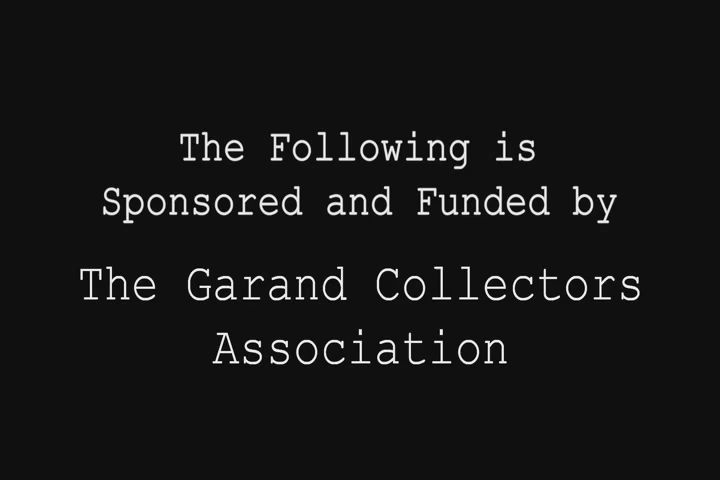 The Following is
Sponsored and Funded by
The Garand Collectors
Association